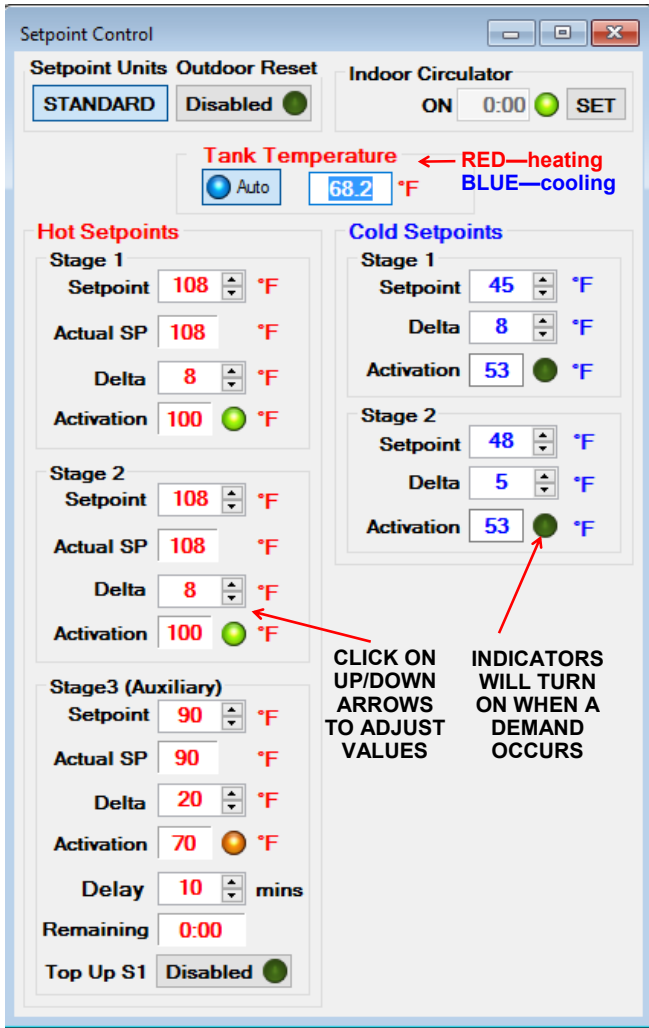 Setpoint Control
Setpoint Units Outdoor Reset
STANDARD Disabled
Indoor Circulator
ON 0:00 SET
Tank Temperature
Auto 68.2 °F
RED—heating
BLUE—cooling
Hot Setpoints
Stage 1
Setpoint 108 °F
Actual SP 108 °F
Delta 8 °F
Activation 100 °F
Stage 2
Setpoint 108 °F
Actual SP 108 °F
Delta 8 °F
Activation 100 °F
Stage3 (Auxiliary)
Setpoint 90 °F
Actual SP 90 °F
Delta 20 °F
Activation 70 °F
Delay 10 mins
Remaining 0:00
Top Up S1 Disabled
Cold Setpoints
Stage 1
Setpoint 45 °F
Delta 8 °F
Activation 53 °F
Stage 2
Setpoint 48 °F
Delta 5 °F
Activation 53 °F
CLICK ON
UP/DOWN
ARROWS
TO ADJUST
VALUES
INDICATORS
WILL TURN
ON WHEN A
DEMAND
OCCURS